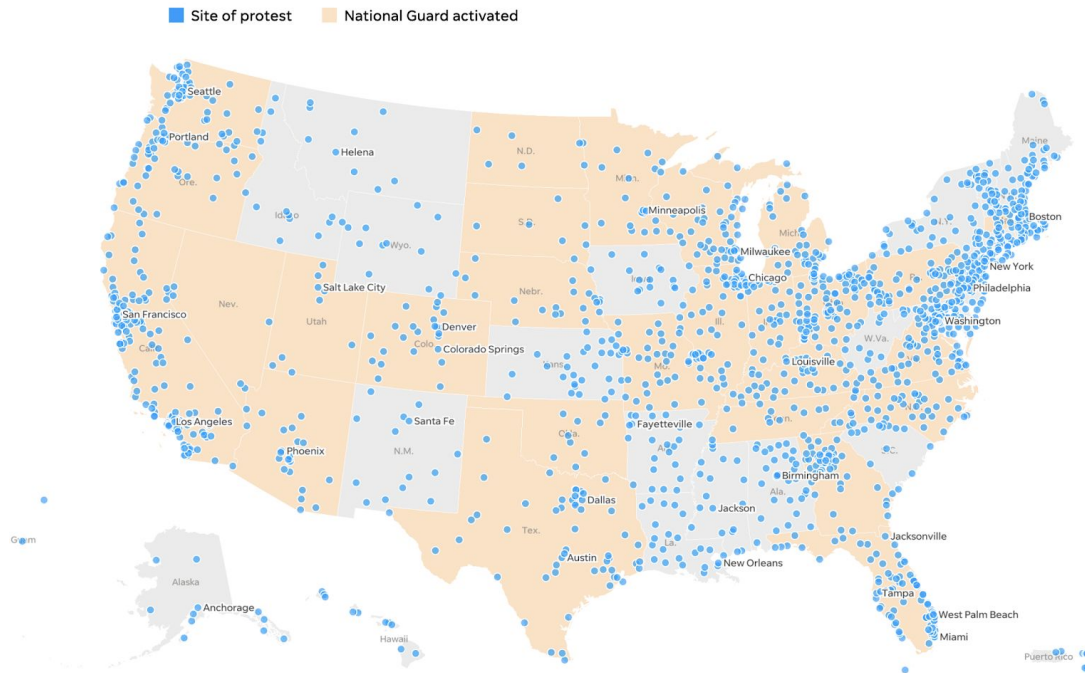 Site of protest
National Guard activated
Seattle
Portland
Ore.
Helena
Idaho
Wyo.
N.D.
S.D.
Minn.
Minneapolis
Milwaukee
Mich.
Chicago
Maine
N.Y.
Boston
New York
Philadelphia
Washington
Nev.
Utah
Salt Lake City
San Francisco
Cal
Nebr.
Denver
Colo
Colorado Springs
Ill.
W.Va.
Louisville
Mo.
Los Angeles
Phoenix
Santa Fe
N.M.
Okla.
Fayetteville
Birmingham
Ala.
Dallas
Tex.
Jackson
La.
Austin
New Orleans
Jacksonville
Tampa
West Palm Beach
Miami
Guam
Alaska
Anchorage
Hawaii
Puerto Rico